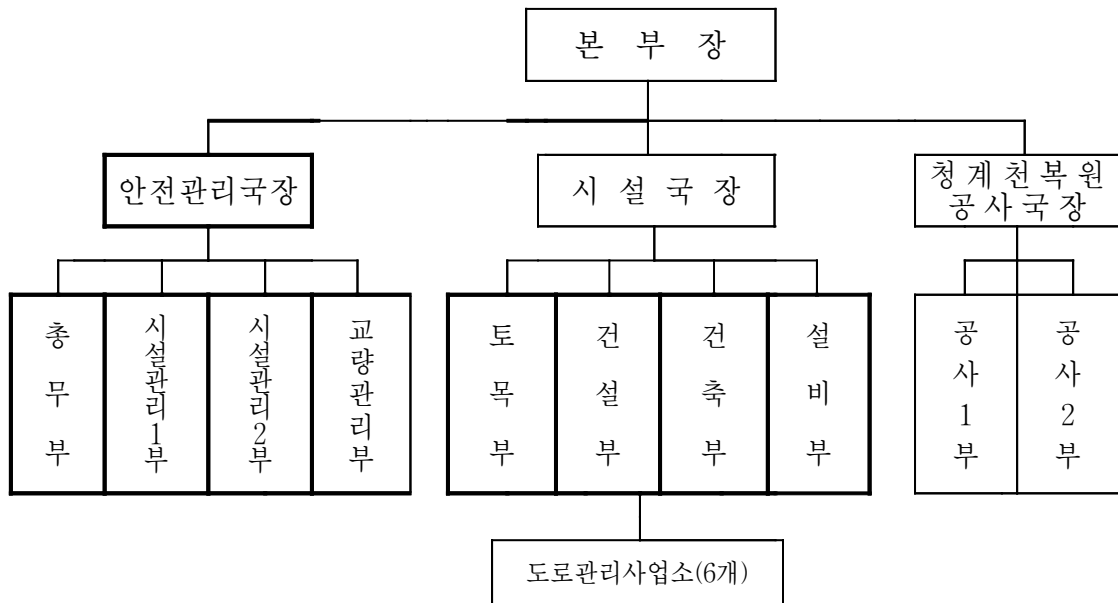 본 부 장
안전관리국장
시 설 국 장
청계천복원
공사국장
총무부
시설관리1부
시설관리2부
교량관리부
토목부
건설부
건축부
설비부
공사1부
공사2부
도로관리사업소(6개)